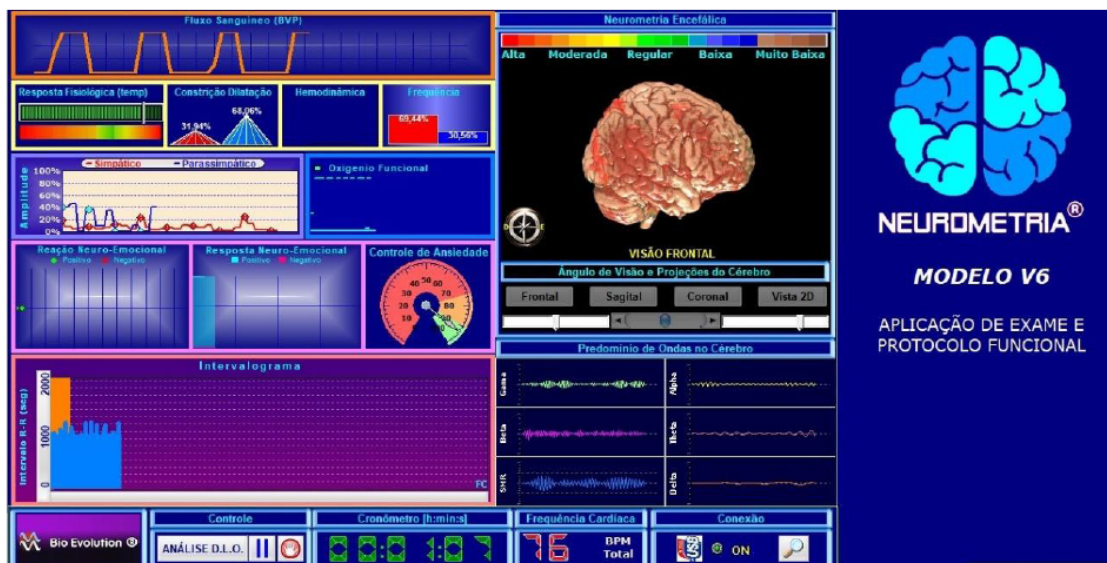 Fluxo Sanguíneo (BVP)
Resposta Fisiológica (temp)
Constrição Dilatação
31,94%
68,06%
Hemodinâmica
Frequência
69,44%
30,56%
Amplitude
Simpático
Parassimpático
100%
80%
60%
40%
20%
0%
Oxigenio Funcional
Reação Neuro-Emocional
Positivo
Negativo
Resposta Neuro-Emocional
Positivo
Negativo
Controle de Ansiedade
10
20
30
40
50
60
70
80
Intervalograma
Intervalo R-R (seg)
2000
1000
0
FC
Neurometria Encefálica
Alta Moderada Regular Baixa Muito Baixa
D E
VISÃO FRONTAL
Ângulo de Visão e Projeções do Cérebro
Frontal Sagital Coronal Vista 2D
Predomínio de Ondas no Cérebro
Gama
Alpha
Beta
Theta
SMR
Delta
Bio Evolution ®
Controle
ANÁLISE D.L.O.
Cronômetro [h:min:s]
00:01:07
Frequência Cardíaca
76 BPM
Total
Conexão
USB ON
NEUROMETRIA®
MODELO V6
APLICAÇÃO DE EXAME E
PROTOCOLO FUNCIONAL